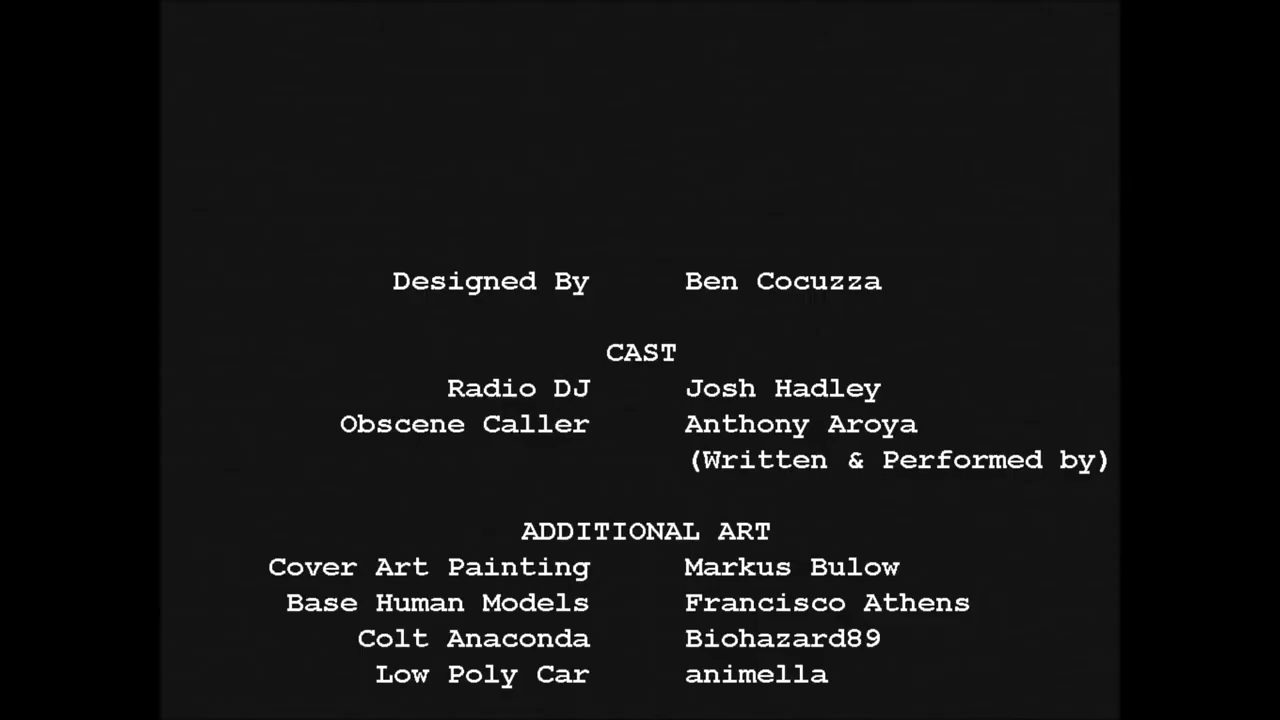 Designed By Ben Cocuzza
CAST
Radio DJ Josh Hadley
Obscene Caller Anthony Aroya
(Written & Performed by)
ADDITIONAL ART
Cover Art Painting Markus Bulow
Base Human Models Francisco Athens
Colt Anaconda Biohazard89
Low Poly Car animella